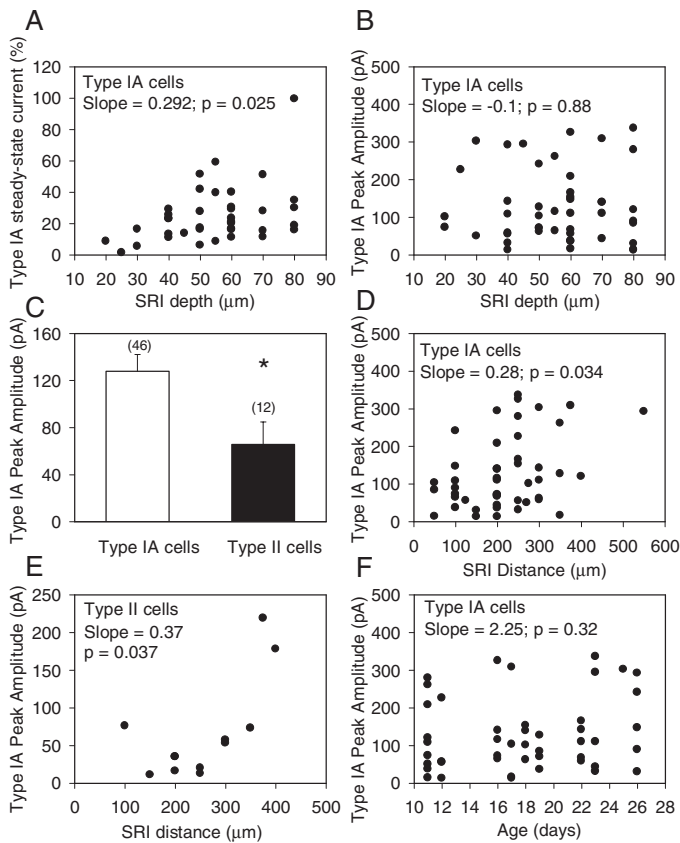 A
Type IA steady-state current (%)
120
100
80
60
40
20
0
Type IA cells
Slope = 0.292; p = 0.025
10 20 30 40 50 60 70 80 90
SRI depth (μm)
B
Type IA Peak Amplitude (pA)
500
400
300
200
100
0
Type IA cells
Slope = -0.1; p = 0.88
10 20 30 40 50 60 70 80 90
SRI depth (μm)
C
Type IA Peak Amplitude (pA)
160
120
80
40
0
(46)
*
(12)
Type IA cells Type II cells
D
Type IA Peak Amplitude (pA)
500
400
300
200
100
0
Type IA cells
Slope = 0.28; p = 0.034
0 100 200 300 400 500 600
SRI Distance (μm)
E
Type IA Peak Amplitude (pA)
250
200
150
100
50
0
Type II cells
Slope = 0.37
p = 0.037
0 100 200 300 400 500
SRI distance (μm)
F
Type IA Peak Amplitude (pA)
500
400
300
200
100
0
Type IA cells
Slope = 2.25; p = 0.32
10 12 14 16 18 20 22 24 26 28
Age (days)